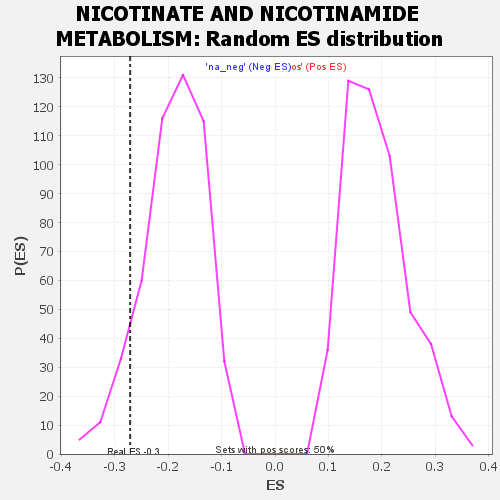 NICOTINATE AND NICOTINAMIDE
METABOLISM: Random ES distribution
'na_neg' (Neg ES)os' (Pos ES)
P(ES)
130
120
110
100
90
80
70
60
50
40
30
20
10
0
Real ES -0.3
Sets with pos scores: 50%
-0.4 -0.3 -0.2 -0.1 0.0 0.1 0.2 0.3 0.4
ES